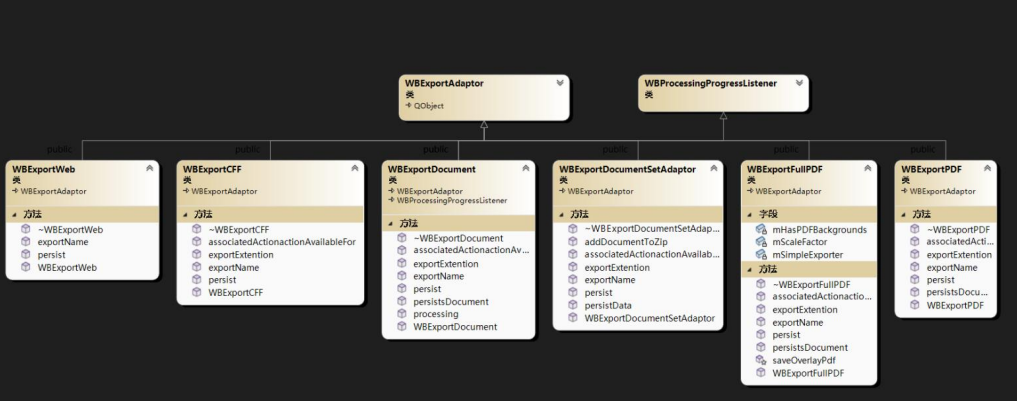 WBExportAdaptor
类
QObject
WBProcessingProgressListener
类
public
public
public
public
public
public
WBExportWeb
类
WBExportAdaptor
方法
~WBExportWeb
exportName
persist
WBExportWeb
WBExportCFF
类
WBExportAdaptor
方法
~WBExportCFF
associatedActionactionAvailableFor
exportExtention
exportName
persist
WBExportCFF
WBExportDocument
类
WBExportAdaptor
WBProcessingProgressListener
方法
~WBExportDocument
associatedActionactionAv...
exportExtention
exportName
persist
persistsDocument
processing
WBExportDocument
WBExportDocumentSetAdaptor
类
WBExportAdaptor
方法
~WBExportDocumentSetAdap...
addDocumentToZip
associatedActionactionAvailab...
exportExtention
exportName
persist
persistData
WBExportDocumentSetAdaptor
WBExportFullPDF
类
WBExportAdaptor
字段
mHasPDFBackgrounds
mScaleFactor
mSimpleExporter
方法
~WBExportFullPDF
associatedActionactio...
exportExtention
exportName
persist
persistsDocument
saveOverlayPdf
WBExportFullPDF
WBExportPDF
类
WBExportAdaptor
方法
~WBExportPDF
associatedActi...
exportExtention
exportName
persist
persistsDocu...
WBExportPDF